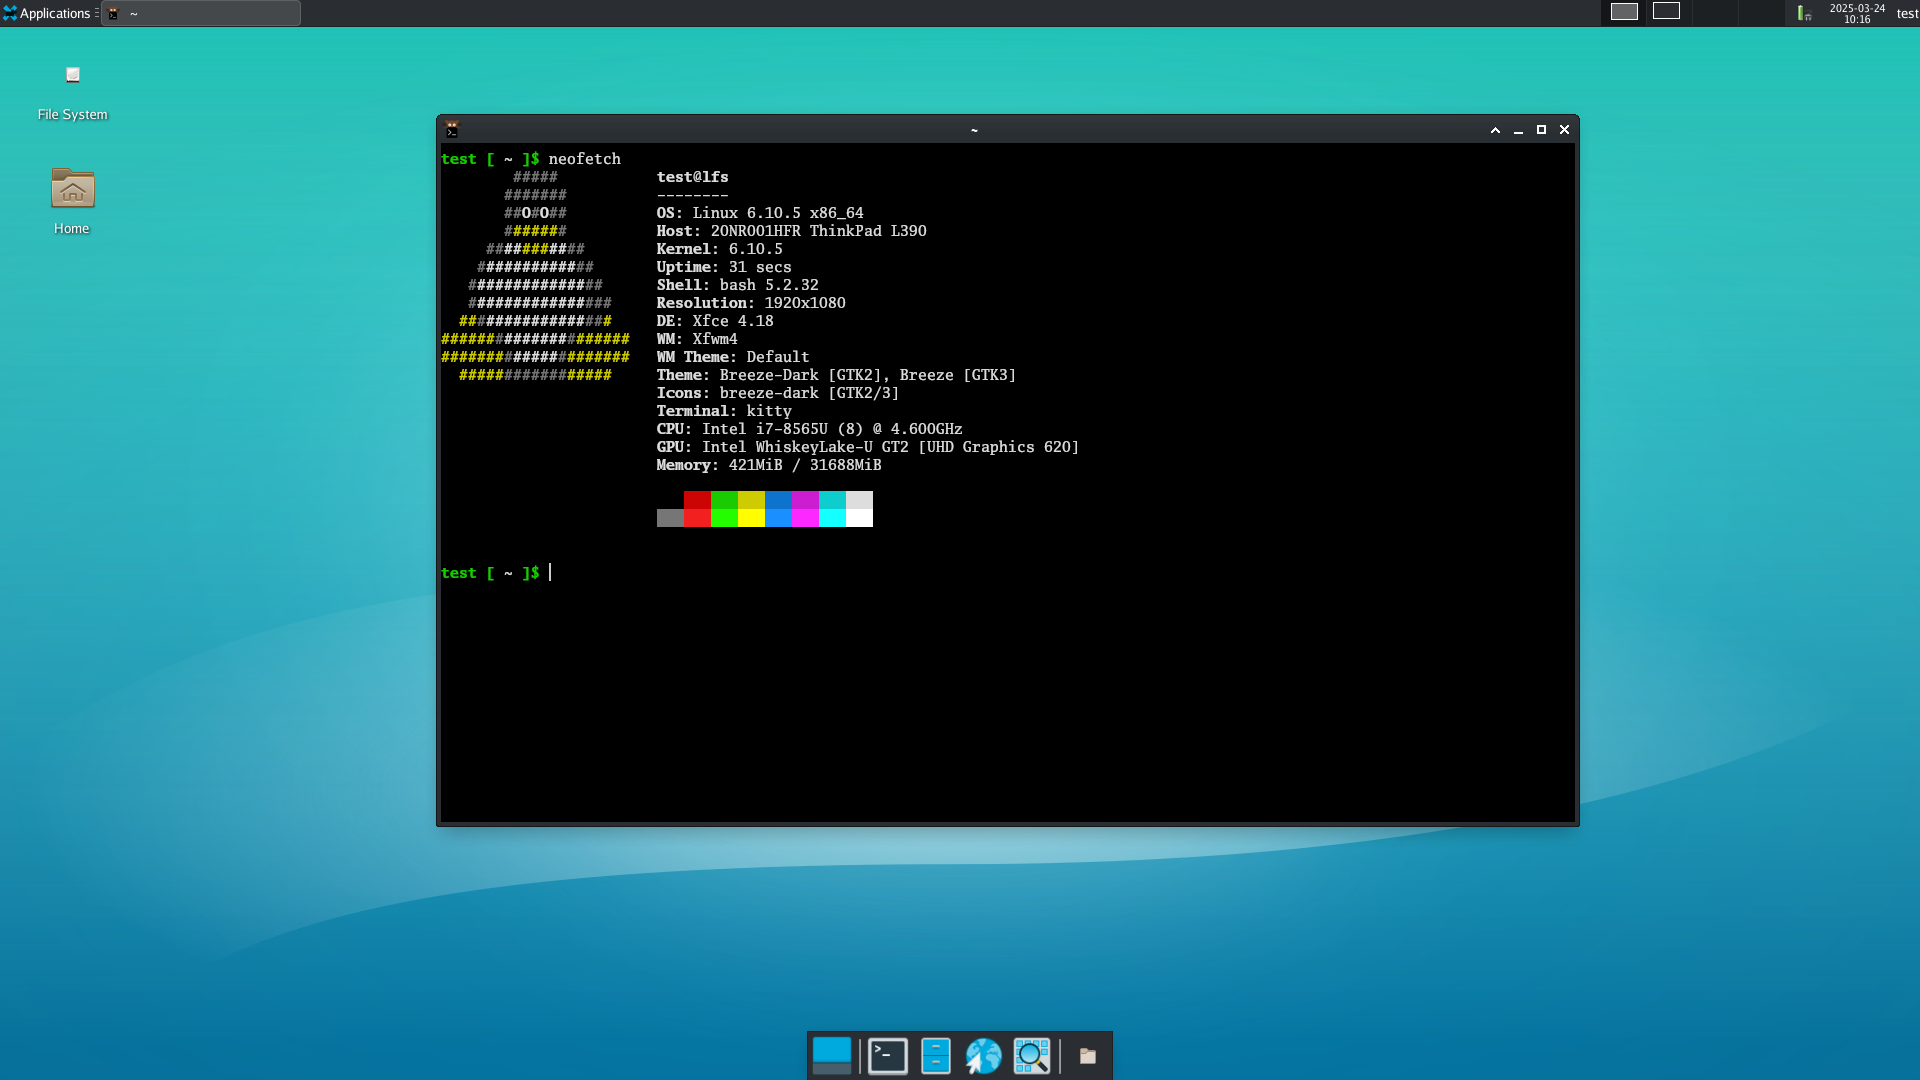 Applications
~
2025-03-24
10:16
test
File System
Home
~
test [ ~ ]$ neofetch
##### test@lfs
####### --------
##O#O## OS: Linux 6.10.5 x86_64
####### Host: 20NR001HFR ThinkPad L390
########### Kernel: 6.10.5
############# Uptime: 31 secs
############### Shell: bash 5.2.32
################ Resolution: 1920x1080
################# DE: Xfce 4.18
##################### WM: Xfwm4
##################### WM Theme: Default
################# Theme: Breeze-Dark [GTK2], Breeze [GTK3]
Icons: breeze-dark [GTK2/3]
Terminal: kitty
CPU: Intel i7-8565U (8) @ 4.600GHz
GPU: Intel WhiskeyLake-U GT2 [UHD Graphics 620]
Memory: 421MiB / 31688MiB
test [ ~ ]$